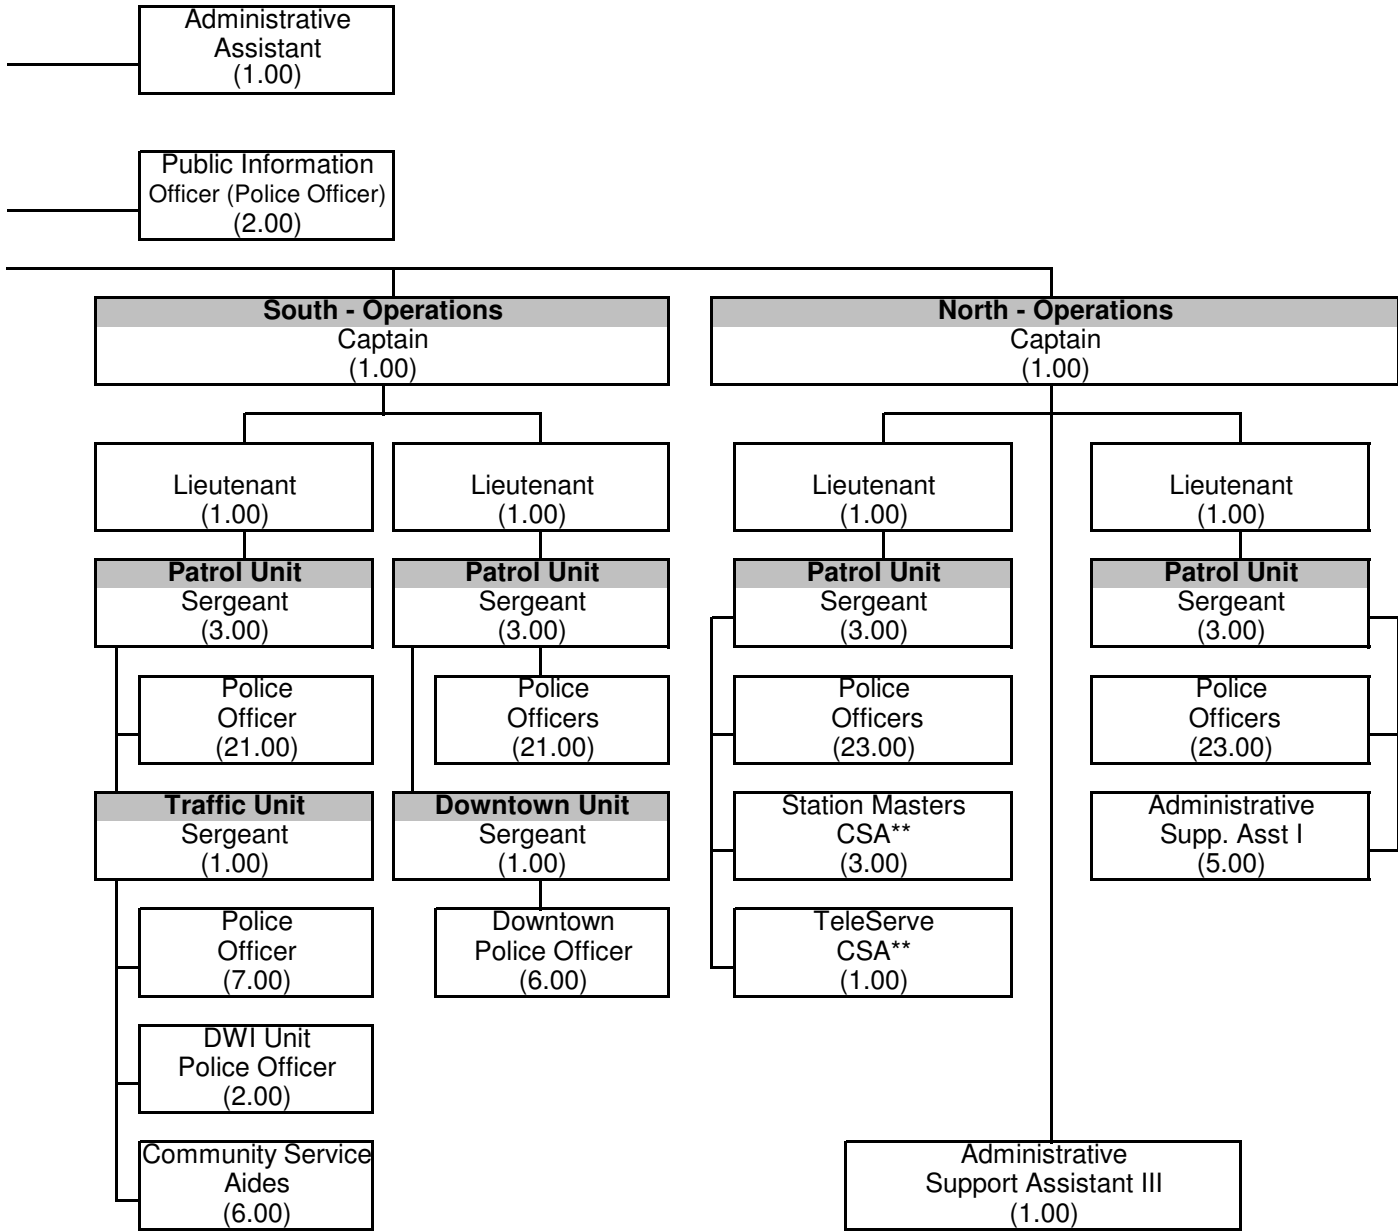 Administrative
Assistant
(1.00)
Public Information
Officer (Police Officer)
(2.00)
South - Operations
Captain
(1.00)
North - Operations
Captain
(1.00)
Lieutenant
(1.00)
Lieutenant
(1.00)
Lieutenant
(1.00)
Lieutenant
(1.00)
Patrol Unit
Sergeant
(3.00)
Patrol Unit
Sergeant
(3.00)
Patrol Unit
Sergeant
(3.00)
Patrol Unit
Sergeant
(3.00)
Police
Officer
(21.00)
Police
Officers
(21.00)
Police
Officers
(23.00)
Police
Officers
(23.00)
Traffic Unit
Sergeant
(1.00)
Downtown Unit
Sergeant
(1.00)
Station Masters
CSA**
(3.00)
Administrative
Supp. Asst I
(5.00)
Police
Officer
(7.00)
Downtown
Police Officer
(6.00)
TeleServe
CSA**
(1.00)
DWI Unit
Police Officer
(2.00)
Community Service
Aides
(6.00)
Administrative
Support Assistant III
(1.00)